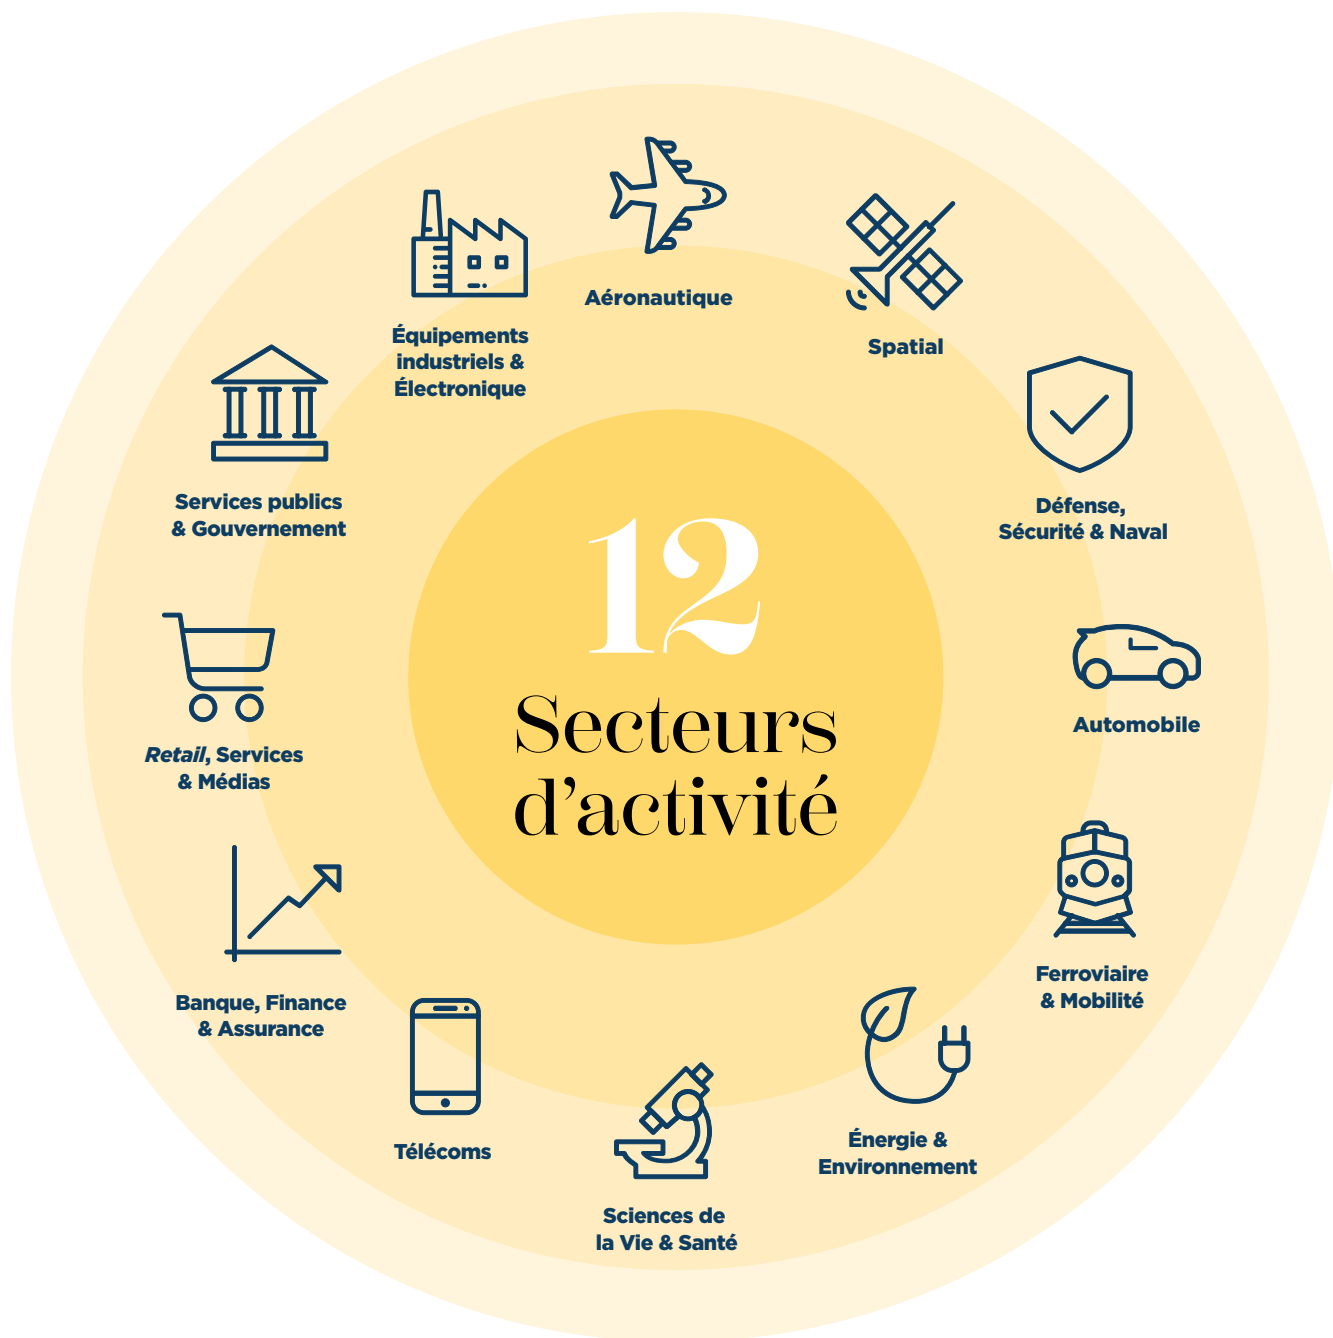 Aéronautique
Spatial
Défense,
Sécurité & Naval
Automobile
Ferroviaire
& Mobilité
Énergie &
Environnement
Sciences de
la Vie & Santé
Télécoms
Banque, Finance
& Assurance
Retail, Services
& Médias
Services publics
& Gouvernement
Équipements
industriels &
Électronique
12
Secteurs
d’activité